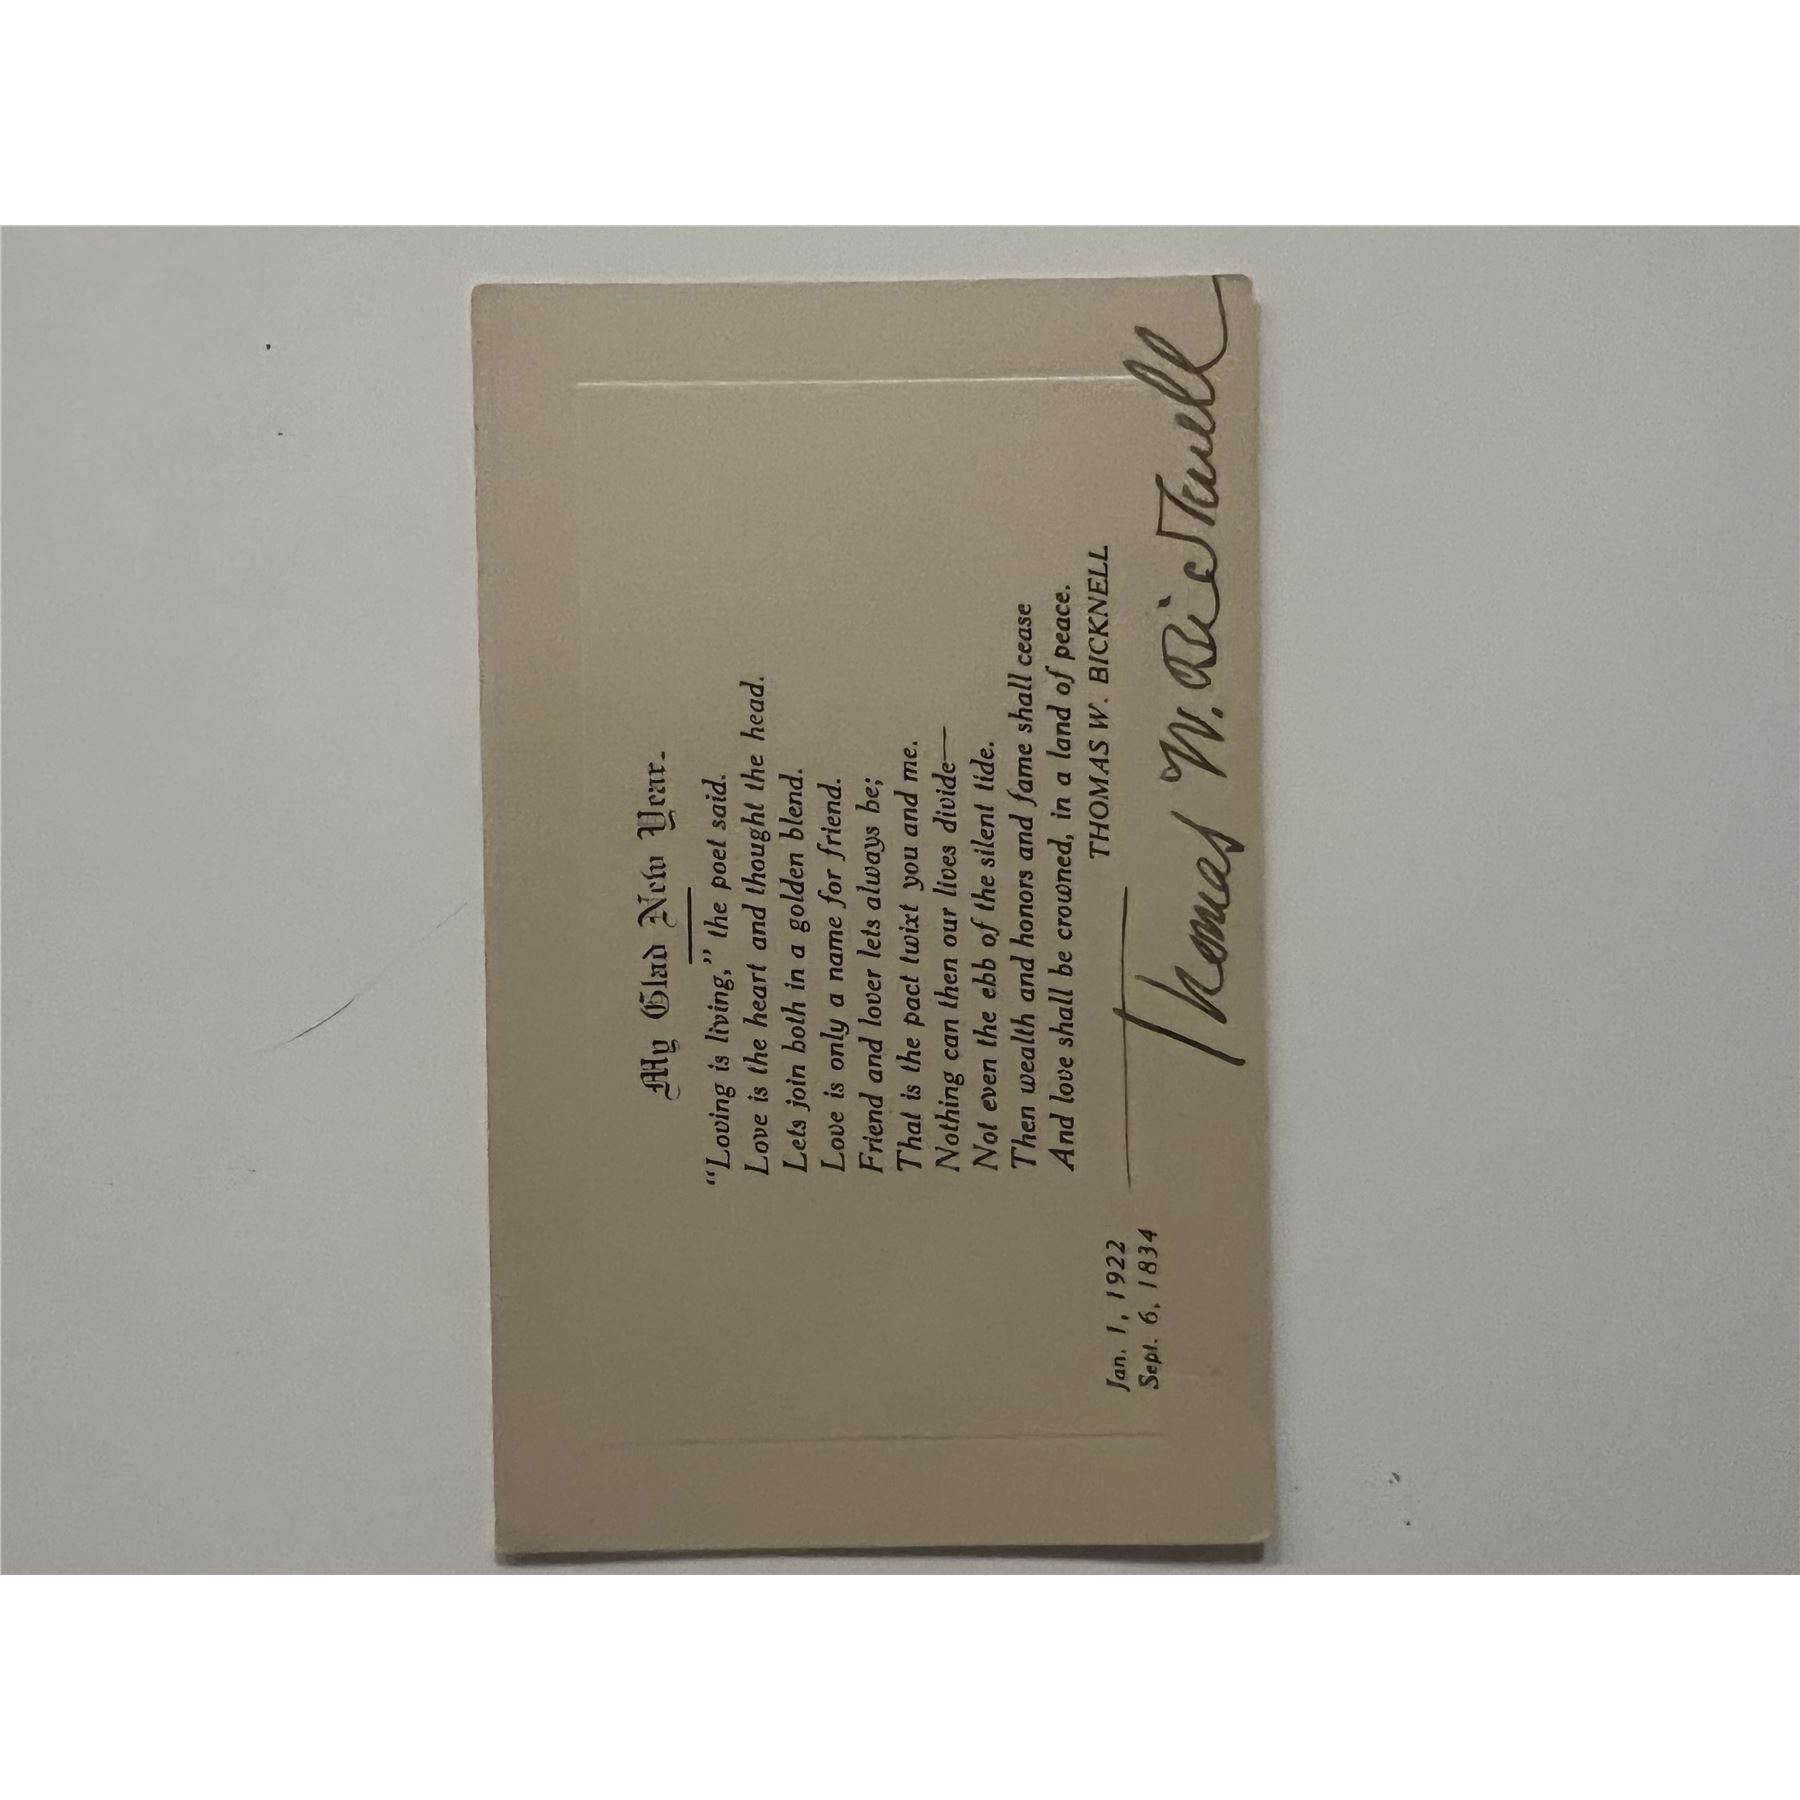 My Glad New Year.
"Loving is living," the poet said.
Love is the heart and thought the head.
Lets join both in a golden blend.
Love is only a name for friend.
Friend and lover lets always be;
That is the pact twixt you and me.
Nothing can then our lives divide—
Not even the ebb of the silent tide.
Then wealth and honors and fame shall cease
And love shall be crowned, in a land of peace.
THOMAS W. BICKNELL.
Jan. 1, 1922
Sept. 6, 1834
Thomas W. Bicknell